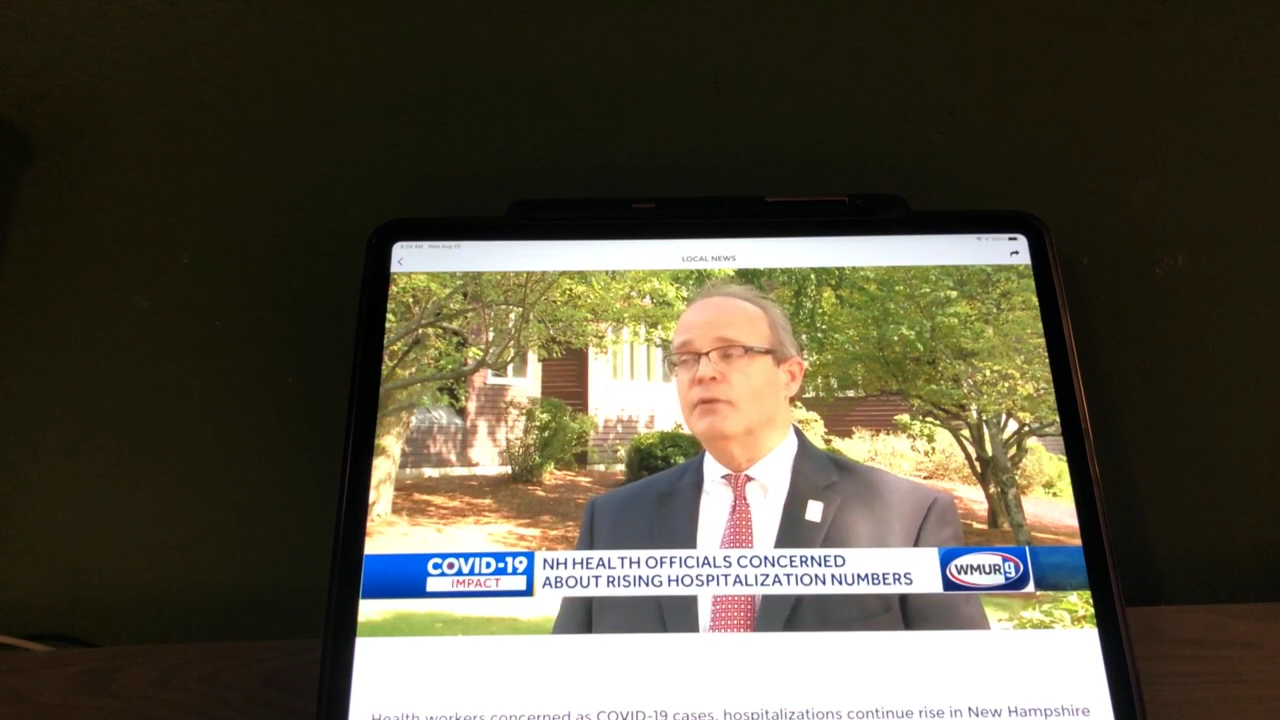 LOCAL NEWS
COVID-19
IMPACT
NH HEALTH OFFICIALS CONCERNED
ABOUT RISING HOSPITALIZATION NUMBERS
WMUR 9
Health workers concerned as COVID-19 cases, hospitalizations continue rise in New Hampshire